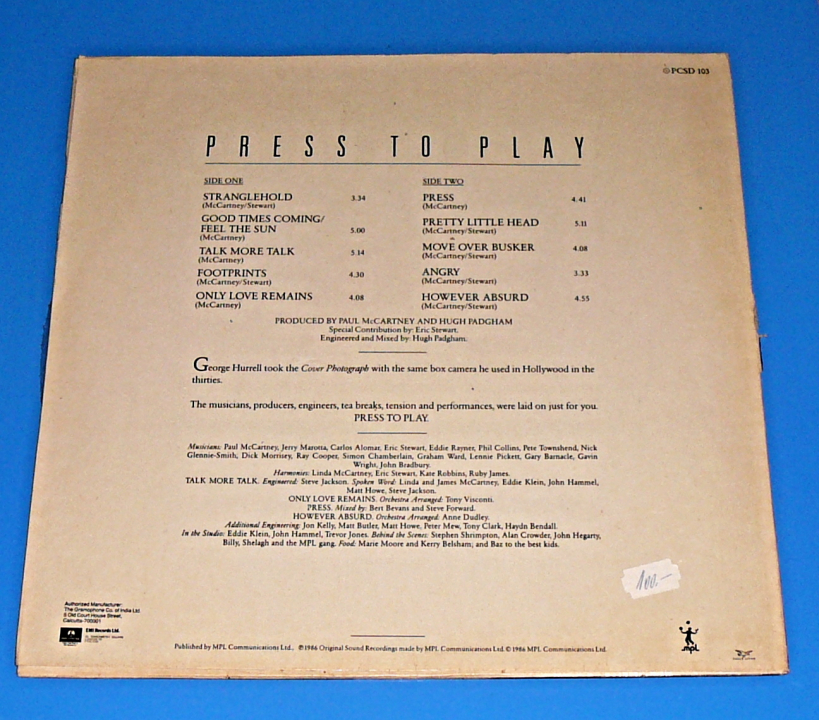 ℗ PCSD 103
PRESS TO PLAY
SIDE ONE
STRANGLEHOLD 3.34
(McCartney/Stewart)
GOOD TIMES COMING/
FEEL THE SUN 5.00
(McCartney)
TALK MORE TALK 5.14
(McCartney)
FOOTPRINTS 4.30
(McCartney/Stewart)
ONLY LOVE REMAINS 4.08
(McCartney)
SIDE TWO
PRESS 4.41
(McCartney)
PRETTY LITTLE HEAD 5.11
(McCartney/Stewart)
MOVE OVER BUSKER 4.08
(McCartney/Stewart)
ANGRY 3.33
(McCartney/Stewart)
HOWEVER ABSURD 4.55
(McCartney/Stewart)
PRODUCED BY PAUL McCARTNEY AND HUGH PADGHAM
Special Contribution by: Eric Stewart.
Engineered and Mixed by: Hugh Padgham.
George Hurrell took the Cover Photograph with the same box camera he used in Hollywood in the
thirties.
The musicians, producers, engineers, tea breaks, tension and performances, were laid on just for you.
PRESS TO PLAY.
Musicians: Paul McCartney, Jerry Marotta, Carlos Alomar, Eric Stewart, Eddie Rayner, Phil Collins, Pete Townshend, Nick
Glennie-Smith, Dick Morrisey, Ray Cooper, Simon Chamberlain, Graham Ward, Lennie Pickett, Gary Barnacle, Gavin
Wright, John Bradbury.
Harmonies: Linda McCartney, Eric Stewart, Kate Robbins, Ruby James.
TALK MORE TALK. Engineered: Steve Jackson. Spoken Word: Linda and James McCartney, Eddie Klein, John Hammel,
Matt Howe, Steve Jackson.
ONLY LOVE REMAINS. Orchestra Arranged: Tony Visconti.
PRESS. Mixed by: Bert Bevans and Steve Forward.
HOWEVER ABSURD. Orchestra Arranged: Anne Dudley.
Additional Engineering: Jon Kelly, Matt Butler, Matt Howe, Peter Mew, Tony Clark, Haydn Bendall.
In the Studio: Eddie Klein, John Hammel, Trevor Jones. Behind the Scenes: Stephen Shrimpton, Alan Crowder, John Hegarty,
Billy, Shelagh and the MPL gang. Food: Marie Moore and Kerry Belsham; and Baz to the best kids.
100.-
Authorised Manufacturer:
The Gramophone Co. of India Ltd.
5 Old Court House Street,
Calcutta-700001
EMI Records Ltd.
Published by MPL Communications Ltd., ℗1986 Original Sound Recordings made by MPL Communications Ltd. © 1986 MPL Communications Ltd.
MPL